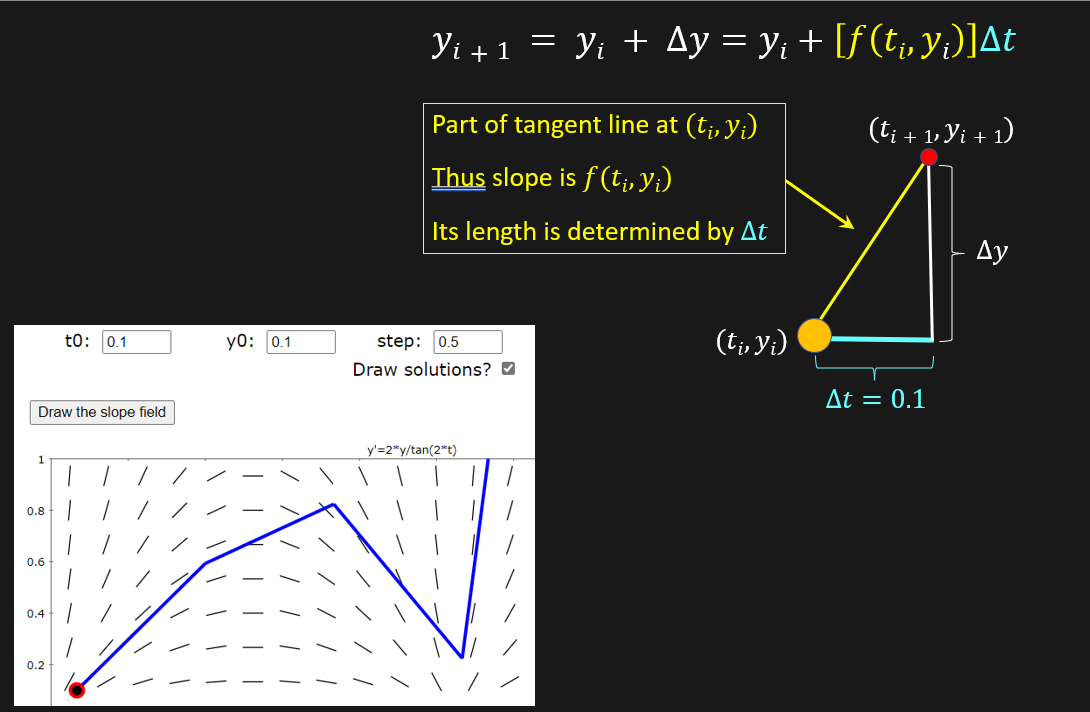 y_{i + 1} = y_i + Δy = y_i + [f(t_i, y_i)]Δt
Part of tangent line at (t_i, y_i)
Thus slope is f(t_i, y_i)
Its length is determined by Δt
(t_{i + 1}, y_{i + 1})
Δy
(t_i, y_i)
Δt = 0.1
t0: 0.1 y0: 0.1 step: 0.5
Draw solutions?
Draw the slope field
y'=2*y/tan(2*t)
1
0.8
0.6
0.4
0.2